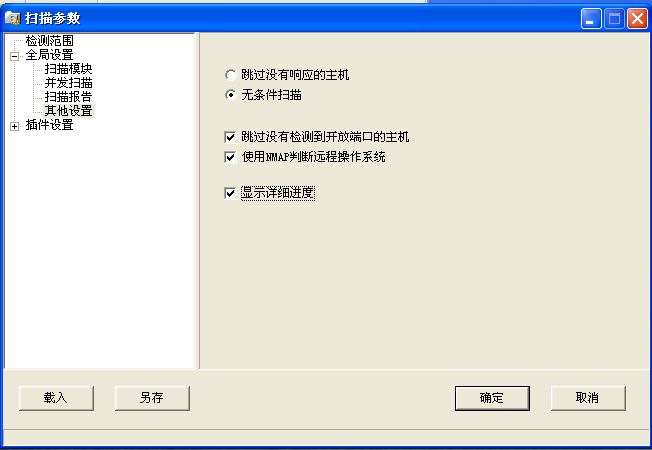 扫描参数
检测范围
全局设置
扫描模块
并发扫描
扫描报告
其他设置
插件设置
跳过没有响应的主机
无条件扫描
跳过没有检测到开放端口的主机
使用NMAP判断远程操作系统
显示详细进度
载入
另存
确定
取消